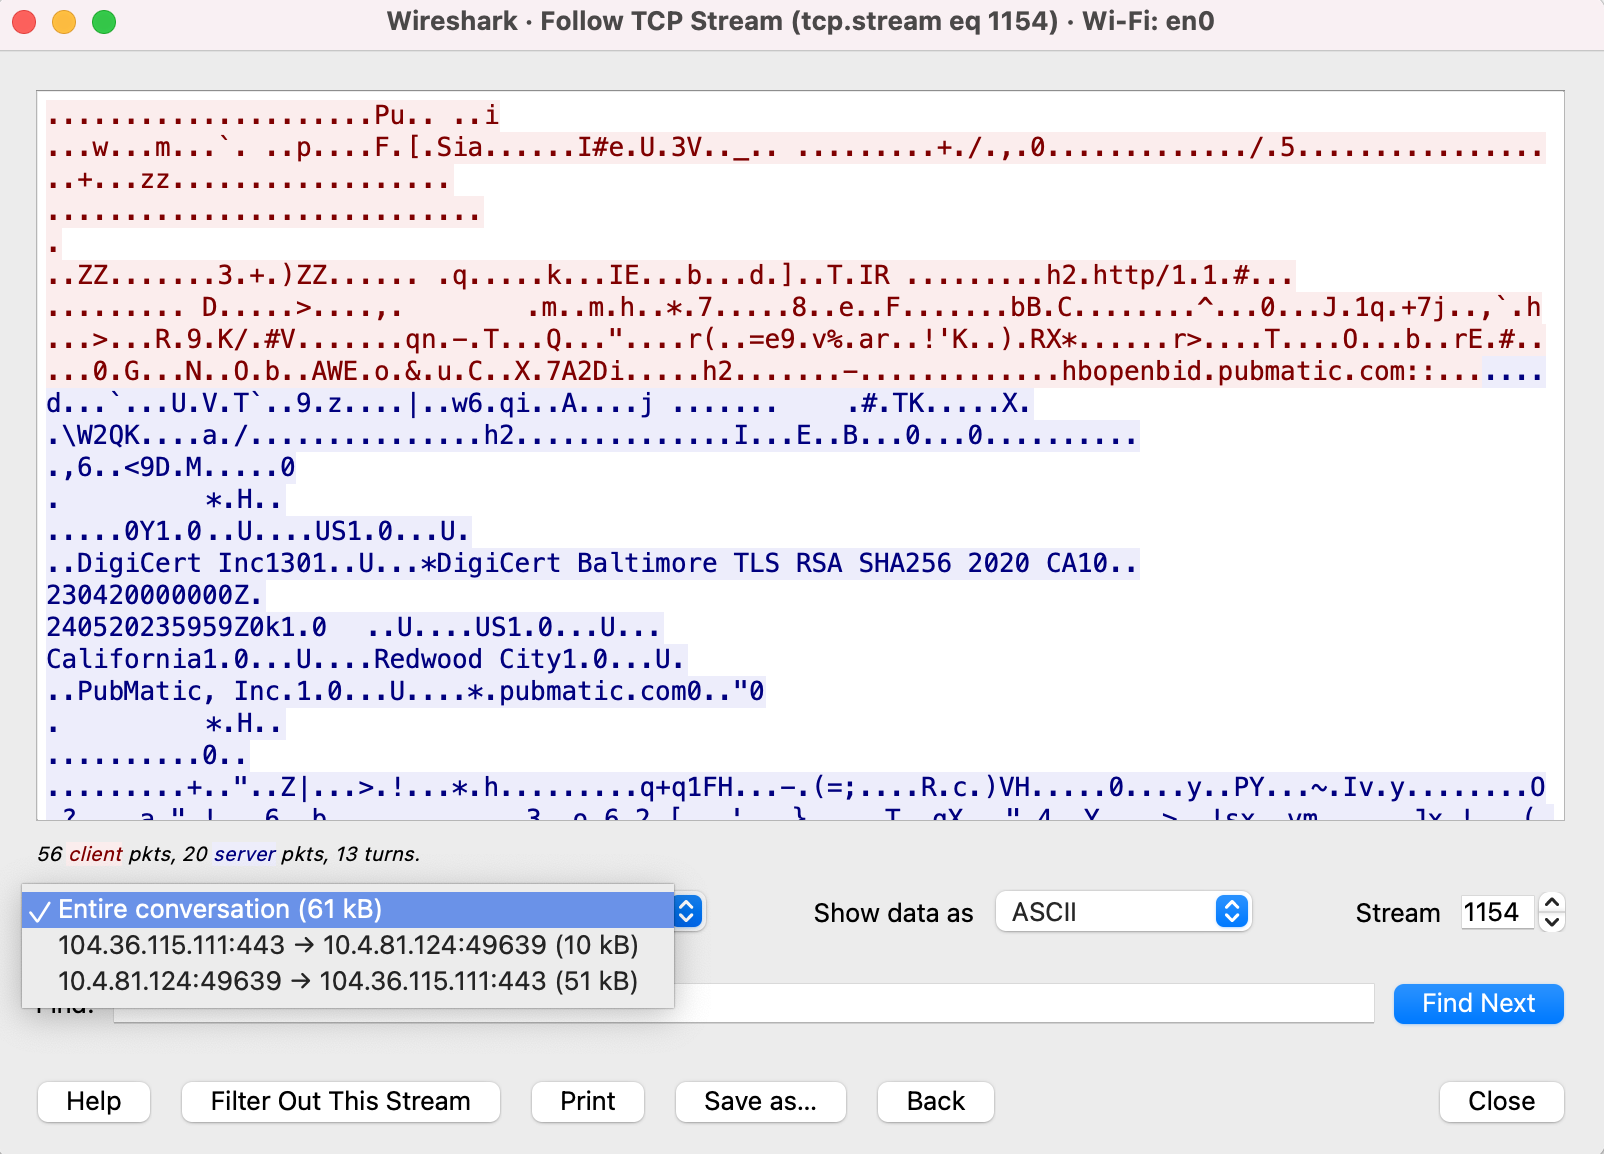 Wireshark · Follow TCP Stream (tcp.stream eq 1154) · Wi-Fi: en0
.....................Pu.. ..i
...w...m...`. ..p....F.[.Sia......I#e.U.3V.._.. .........+./.,.0............./.5................
..+...zz..................
............................
.
..ZZ.......3.+.)ZZ...... .q.....k...IE...b...d.]..T.IR .........h2.http/1.1.#...
......... D.....>....,.        .m..m.h..*.7.....8..e..F.......bB.C........^...0...J.1q.+7j..,`.h
...>...R.9.K/.#V.......qn.-.T...Q..."....r(..=e9.v%.ar..!'K..).RX*......r>....T....O...b..rE.#..
...0.G...N..O.b..AWE.o.&.u.C..X.7A2Di.....h2.......-.............hbopenbid.pubmatic.com::.......
d...`...U.V.T`..9.z....|..w6.qi..A....j .......    .#.TK.....X.
.\W2QK....a./...............h2..............I...E..B...0...0..........
.,6..<9D.M.....0
.         *.H..
.....0Y1.0..U....US1.0...U.
..DigiCert Inc1301..U...*DigiCert Baltimore TLS RSA SHA256 2020 CA10..
230420000000Z.
240520235959Z0k1.0  ..U....US1.0...U...
California1.0...U....Redwood City1.0...U.
..PubMatic, Inc.1.0...U....*.pubmatic.com0.."0
.         *.H..
..........0..
.........+.."..Z|...>.!...*.h.........q+q1FH...-.(=;....R.c.)VH.....0....y..PY...~.Iv.y........O
56 client pkts, 20 server pkts, 13 turns.
✓ Entire conversation (61 kB)
Show data as ASCII Stream 1154
104.36.115.111:443 → 10.4.81.124:49639 (10 kB)
10.4.81.124:49639 → 104.36.115.111:443 (51 kB)
Find:
Find Next
Help Filter Out This Stream Print Save as... Back Close